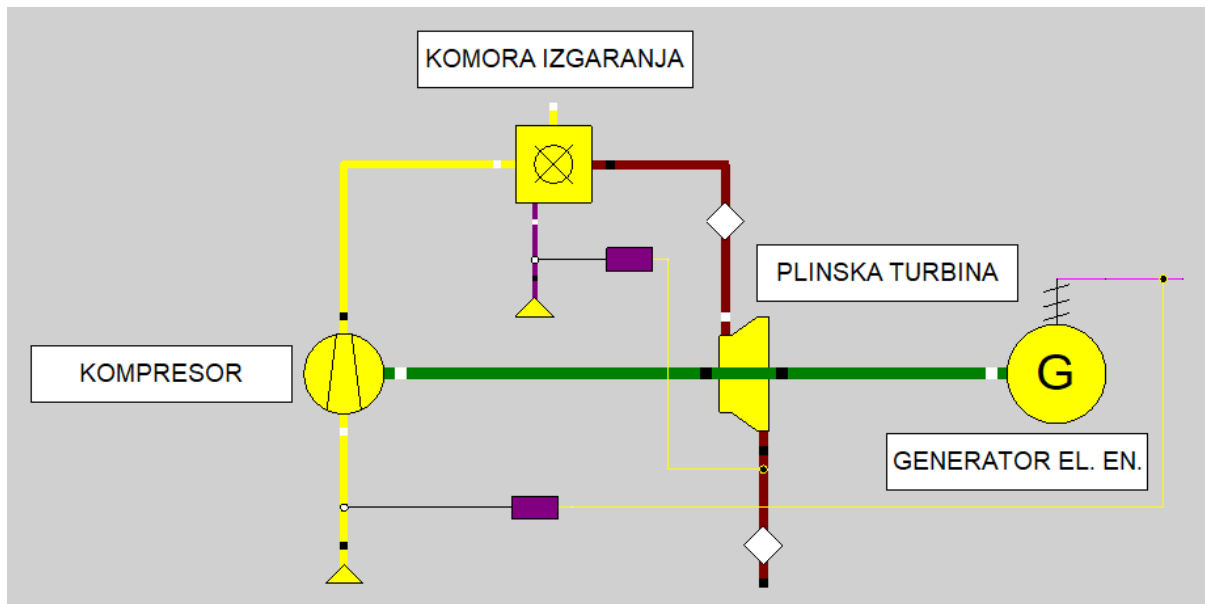 KOMORA IZGARANJA
PLINSKA TURBINA
KOMPRESOR
G
GENERATOR EL. EN.